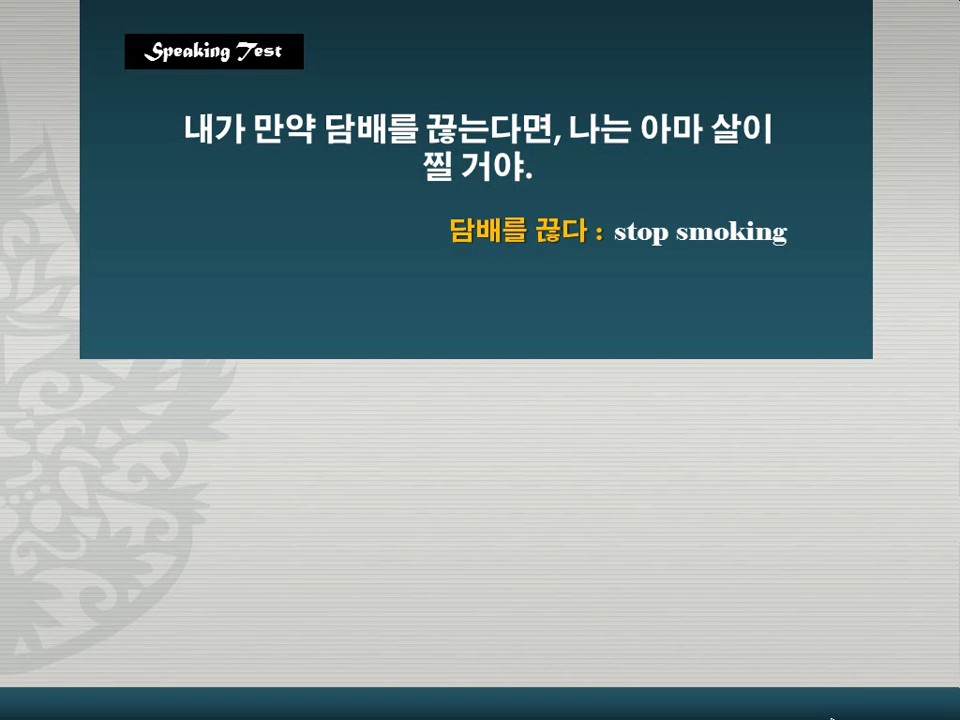 Speaking Test
내가 만약 담배를 끊는다면, 나는 아마 살이
찔 거야.
담배를 끊다 : stop smoking